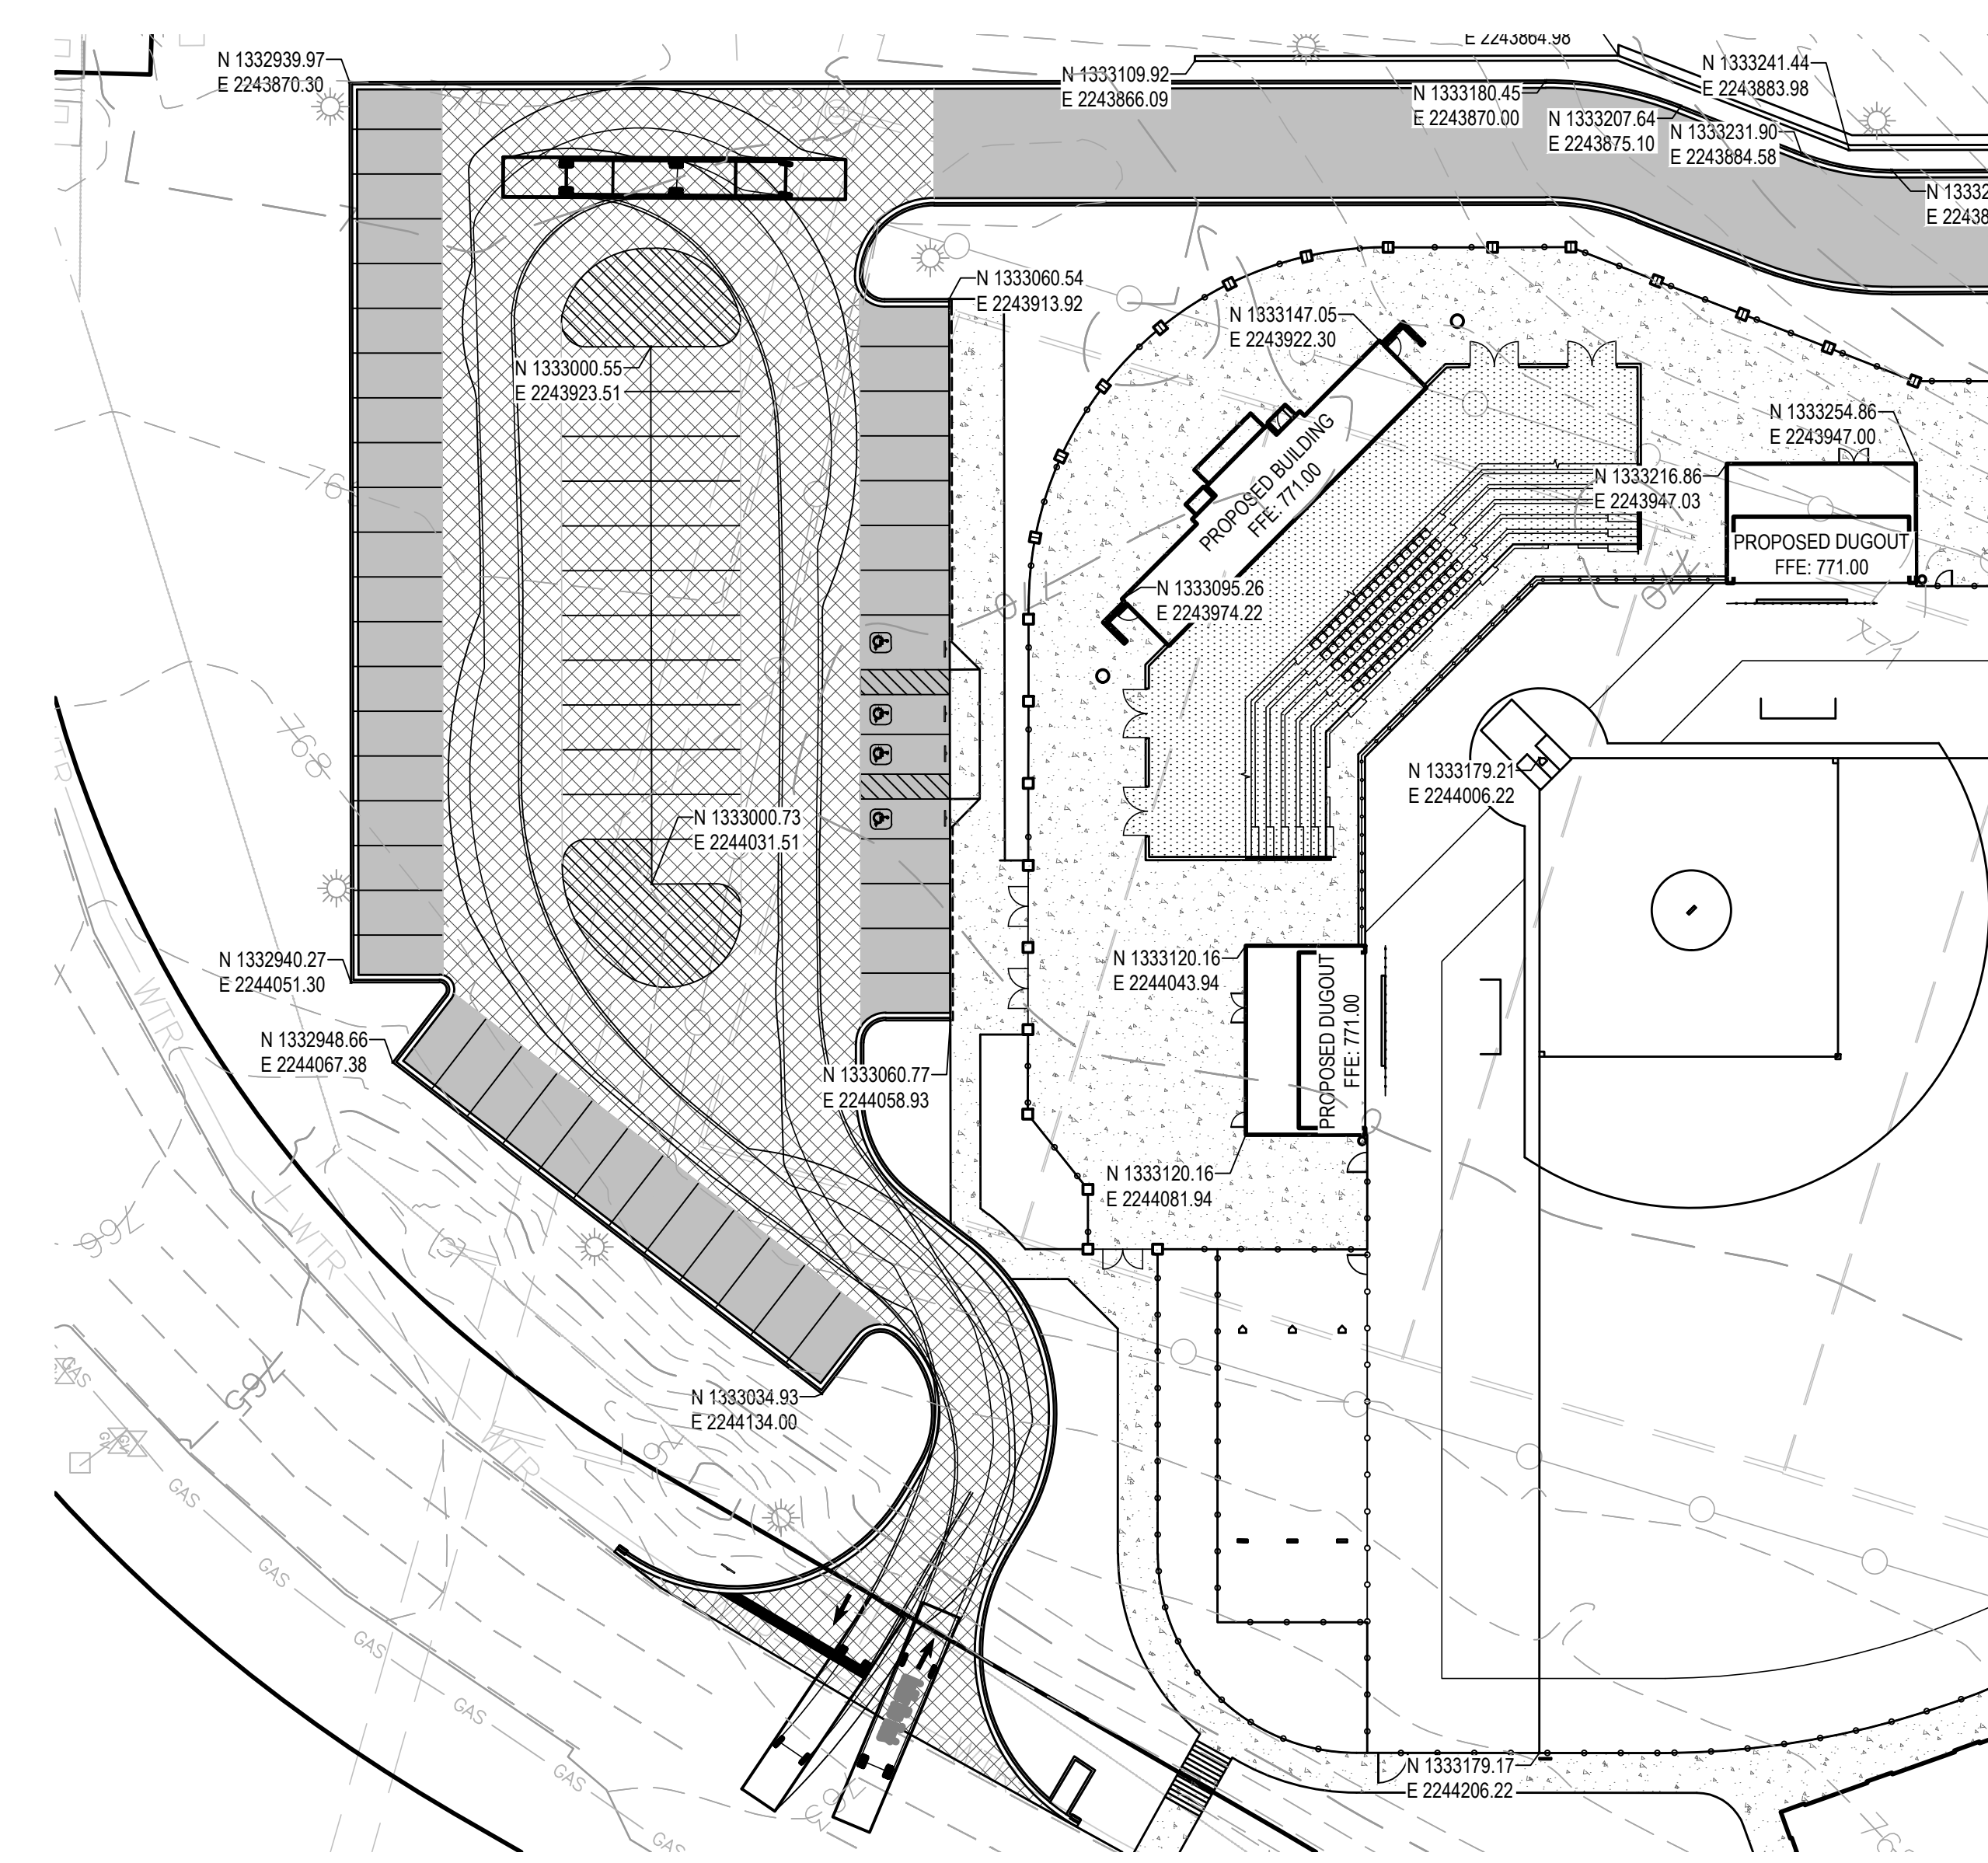 E 2243864.98
N 1332939.97
E 2243870.30
N 1333109.92
E 2243866.09
N 1333241.44
E 2243883.98
N 1333180.45
E 2243870.00
N 1333207.64
E 2243875.10
N 1333231.90
E 2243884.58
N 1333060.54
E 2243913.92
N 1333147.05
E 2243922.30
N 1333000.55
E 2243923.51
N 1333254.86
E 2243947.00
N 1333216.86
E 2243947.03
PROPOSED BUILDING
FFE: 771.00
PROPOSED DUGOUT
FFE: 771.00
76
770
N 1333095.26
E 2243974.22
768
N 1333179.21
E 2244006.22
N 1333000.73
E 2244031.51
N 1332940.27
E 2244051.30
N 1333120.16
E 2244043.94
WTR
PROPOSED DUGOUT
FFE: 771.00
N 1332948.66
E 2244067.38
N 1333060.77
E 2244058.93
N 1333120.16
E 2244081.94
766
WTR
765
GAS
N 1333034.93
E 2244134.00
WTR
GAS
GAS
GAS
GAS
GAS
GAS
763
N 1333179.17
E 2244206.22